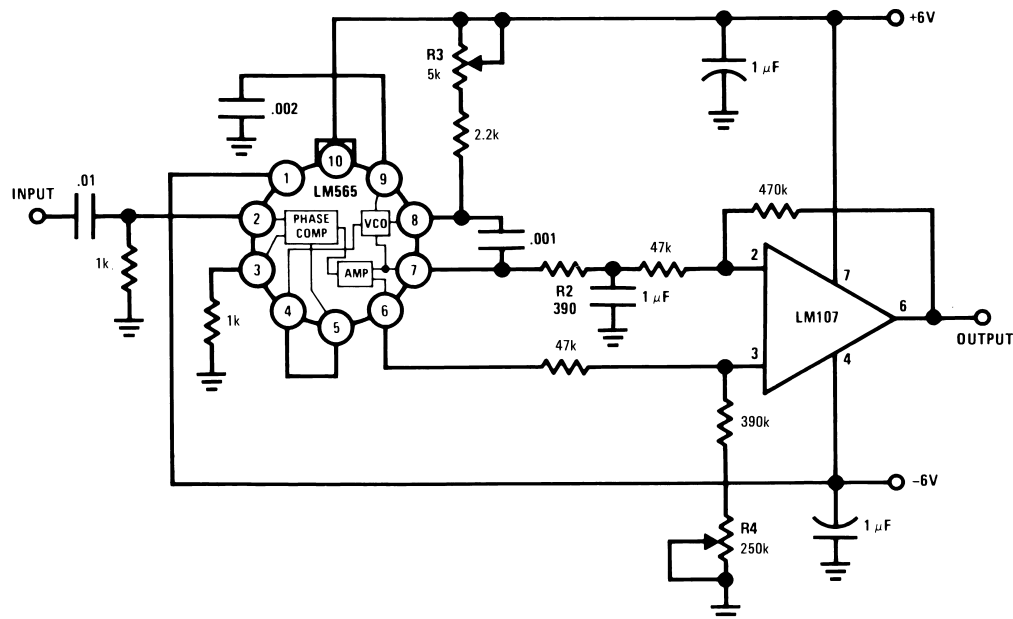 +6V
R3
5k
1 µF
.002
2.2k
10
1
9
LM565
INPUT
.01
470k
2
PHASE
COMP
VCO
8
.001
47k
1k
3
AMP
7
R2
390
1 µF
2
7
4
6
LM107
6
OUTPUT
1k
5
47k
3
4
390k
−6V
R4
250k
1 µF